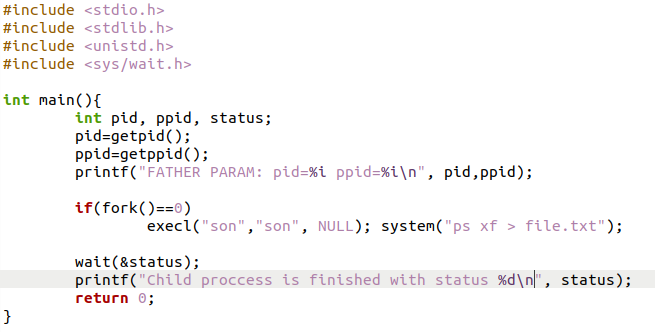 #include <stdio.h>
#include <stdlib.h>
#include <unistd.h>
#include <sys/wait.h>

int main(){
        int pid, ppid, status;
        pid=getpid();
        ppid=getppid();
        printf("FATHER PARAM: pid=%i ppid=%i\n", pid,ppid);

        if(fork()==0)
                execl("son","son", NULL); system("ps xf > file.txt");

        wait(&status);
        printf("Child proccess is finished with status %d\n", status);
        return 0;
}